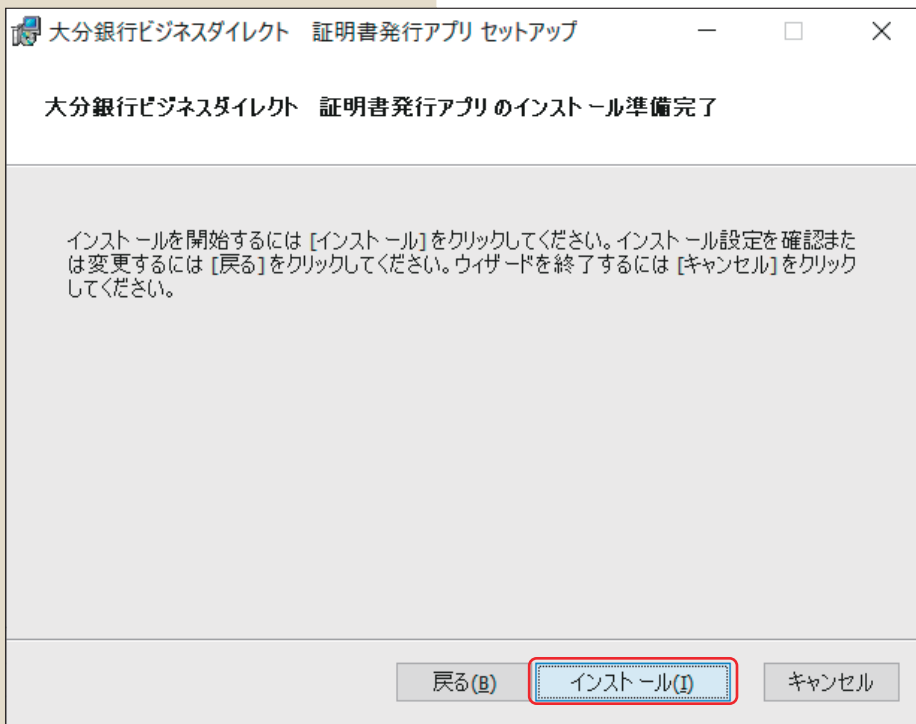 大分銀行ビジネスダイレクト　証明書発行アプリ セットアップ
大分銀行ビジネスダイレクト　証明書発行アプリのインストール準備完了
インストールを開始するには [インストール] をクリックしてください。インストール設定を確認また
は変更するには [戻る] をクリックしてください。ウィザードを終了するには [キャンセル] をクリック
してください。
戻る(B)
インストール(I)
キャンセル